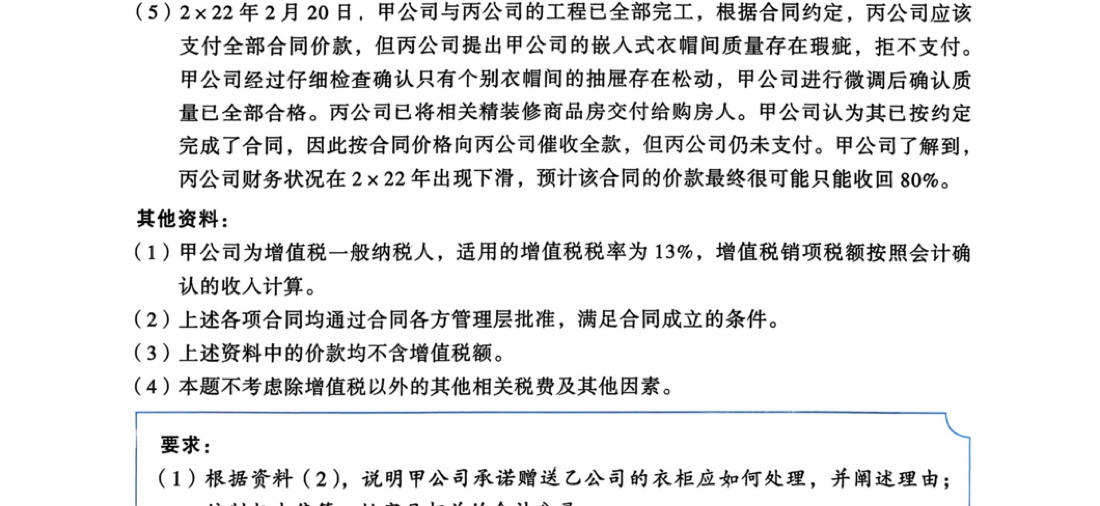 （5）2×22年2月20日，甲公司与丙公司的工程已全部完工，根据合同约定，丙公司应该
支付全部合同价款，但丙公司提出甲公司的嵌入式衣帽间质量存在瑕疵，拒不支付。
甲公司经过仔细检查确认只有个别衣帽间的抽屉存在松动，甲公司进行微调后确认质
量已全部合格。丙公司已将相关精装修商品房交付给购房人。甲公司认为其已按约定
完成了合同，因此按合同价格向丙公司催收全款，但丙公司仍未支付。甲公司了解到，
丙公司财务状况在2×22年出现下滑，预计该合同的价款最终很可能只能收回80%。
其他资料：
（1）甲公司为增值税一般纳税人，适用的增值税税率为13%，增值税销项税额按照会计确
认的收入计算。
（2）上述各项合同均通过合同各方管理层批准，满足合同成立的条件。
（3）上述资料中的价款均不含增值税额。
（4）本题不考虑除增值税以外的其他相关税费及其他因素。
要求：
（1）根据资料（2），说明甲公司承诺赠送乙公司的衣柜应如何处理，并阐述理由；